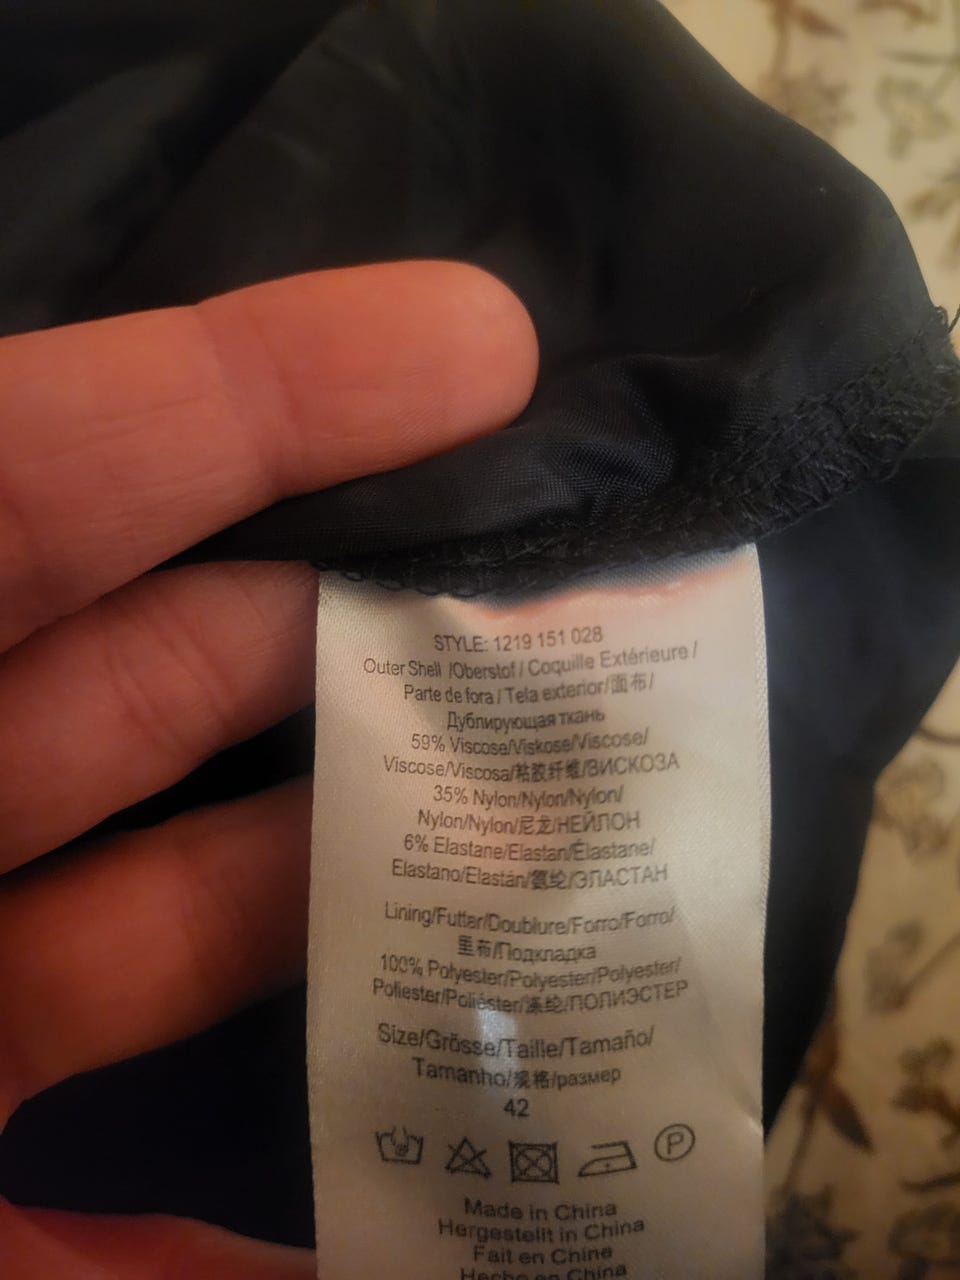 STYLE: 1219 151 028
Outer Shell /Oberstof / Coquille Extérieure /
Parte de fora / Tela exterior/面布/
Дублирующая ткань
59% Viscose/Viskose/Viscose/
Viscose/Viscosa/粘胶纤维/ВИСКОЗА
35% Nylon/Nylon/Nylon/
Nylon/Nylon/尼龙/НЕЙЛОН
6% Elastane/Elastan/Élastane/
Elastano/Elastán/氨纶/ЭЛАСТАН
Lining/Futter/Doublure/Forro/Forro/
里布/Подкладка
100% Polyester/Polyester/Polyester/
Poliester/Poliéster/涤纶/ПОЛИЭСТЕР
Size/Grösse/Taille/Tamaño/
Tamanho/规格/размер
42
P
Made in China
Hergestellt in China
Fait en China
Hecho en China